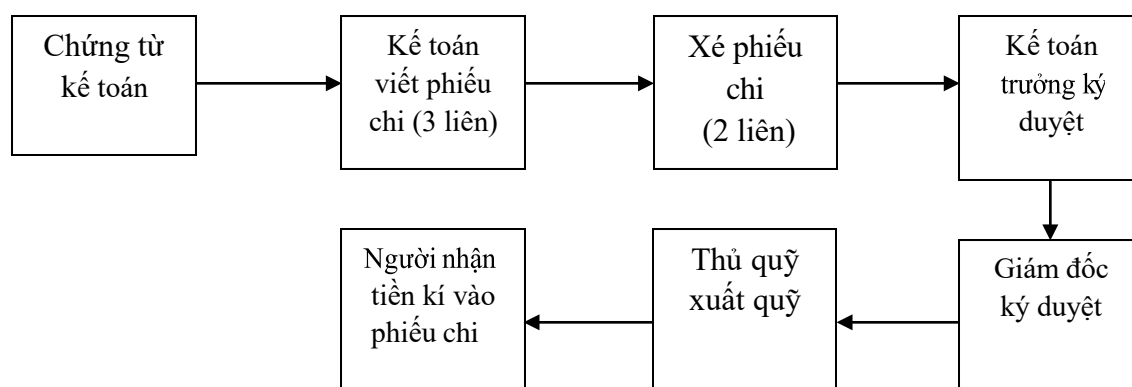 Chứng từ
kế toán
Kế toán
viết phiếu
chi (3 liên)
Xé phiếu
chi
(2 liên)
Kế toán
trưởng ký
duyệt
Người nhận
tiền kí vào
phiếu chi
Thủ quỹ
xuất quỹ
Giám đốc
ký duyệt